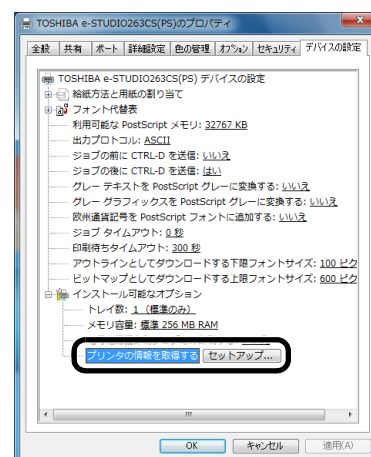 TOSHIBA e-STUDIO263CS(PS)のプロパティ
全般 共有 ポート 詳細設定 色の管理 オプション セキュリティ デバイスの設定
TOSHIBA e-STUDIO263CS(PS) デバイスの設定
給紙方法と用紙の割り当て
フォント代替表
利用可能な PostScript メモリ: 32767 KB
出力プロトコル: ASCII
ジョブの前に CTRL-D を送信: いいえ
ジョブの後に CTRL-D を送信: はい
グレー テキストを PostScript グレーに変換する: いいえ
グレー グラフィックスを PostScript グレーに変換する: いいえ
欧州通貨記号を PostScript フォントに追加する: いいえ
ジョブ タイムアウト: 0 秒
印刷待ちタイムアウト: 300 秒
アウトラインとしてダウンロードする下限フォントサイズ: 100 ピク
ビットマップとしてダウンロードする上限フォントサイズ: 600 ピク
インストール可能なオプション
トレイ数: 1 (標準のみ)
メモリ容量: 標準 256 MB RAM
プリンタの情報を取得する セットアップ...
OK キャンセル 適用(A)